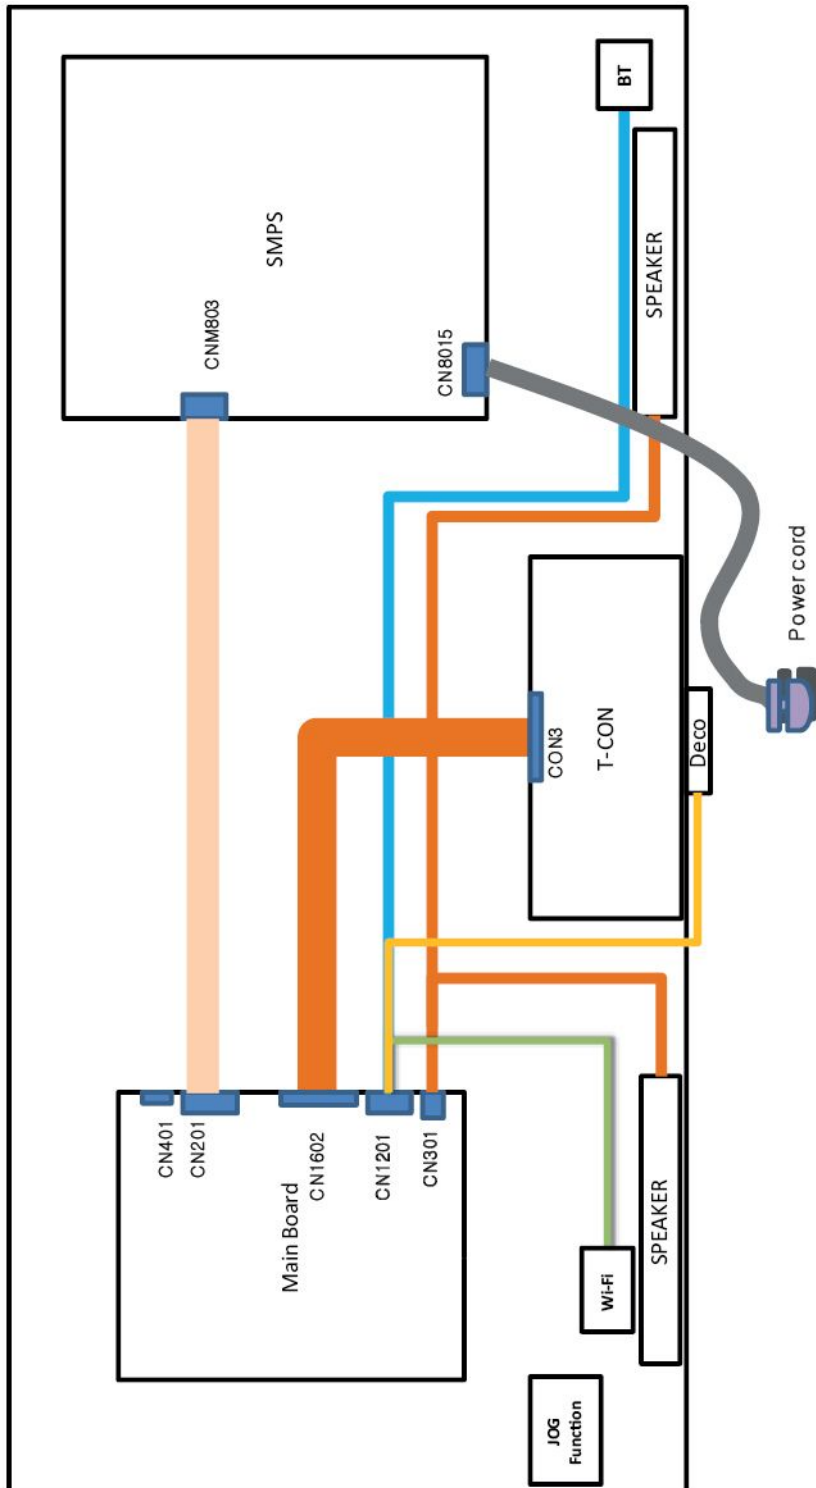 BT
SPEAKER
SMPS
CNM803
CN8015
Power cord
CON3
T-CON
Deco
CN401
CN201
CN1602
CN1201
CN301
Main Board
Wi-Fi
SPEAKER
JOG
Function